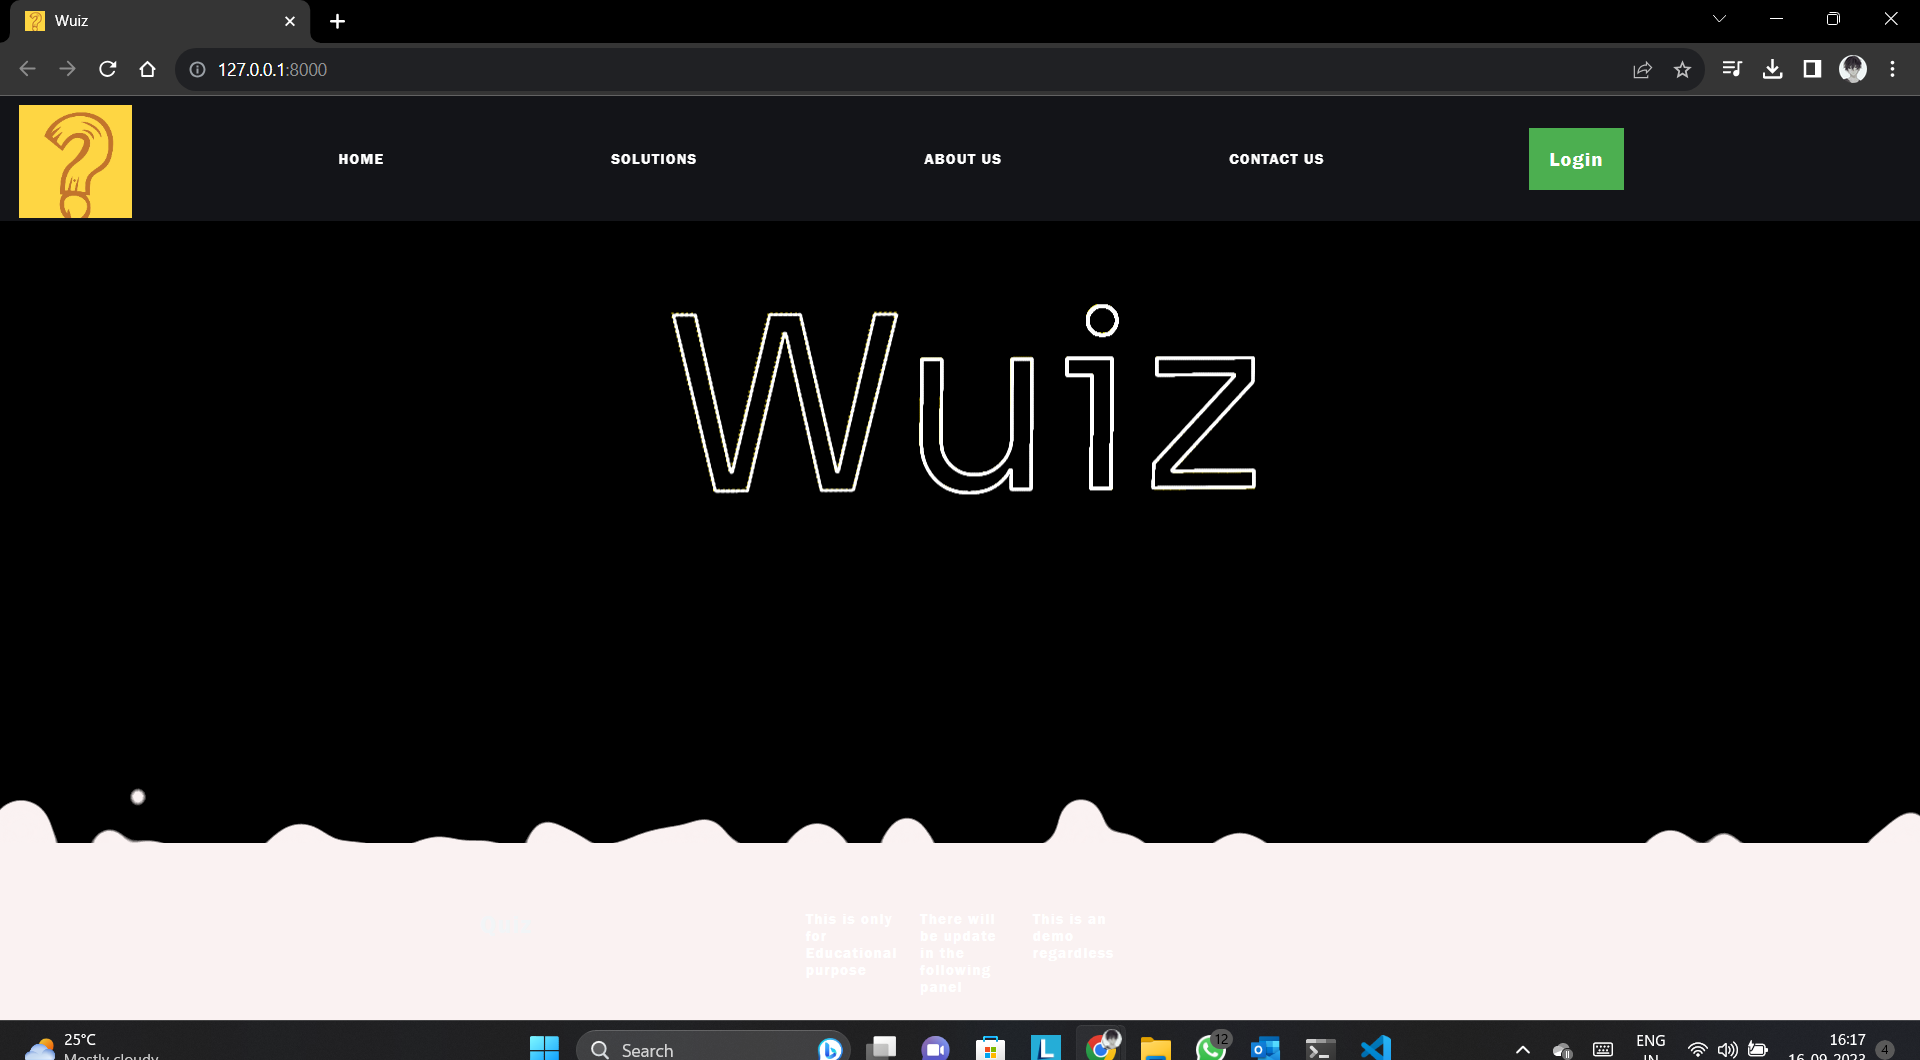 Wuiz
127.0.0.1:8000
HOME
SOLUTIONS
ABOUT US
CONTACT US
Login
Wuiz
This is only
for
Educational
purpose
There will
be update
in the
following
panel
This is an
demo
regardless
25°C
Mostly cloudy
Search
12
ENG
IN
16:17
16-09-2023
4